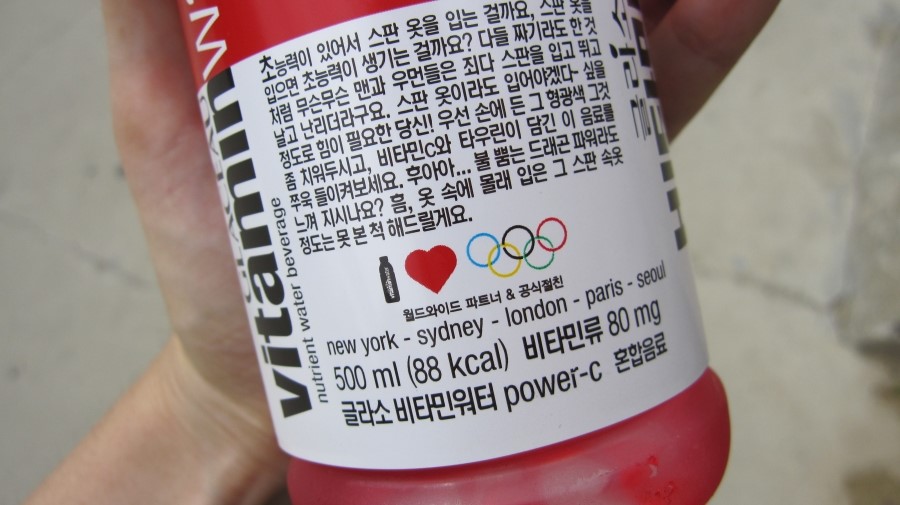 초능력이 있어서 스판 옷을 입는 걸까요, 스판 옷을
입으면 초능력이 생기는 걸까요? 다들 짜기라도 한 것
처럼 무슨무슨 맨과 우먼들은 죄다 스판을 입고 뛰고
날고 난리더라구요. 스판 옷이라도 입어야겠다- 싶을
정도로 힘이 필요한 당신! 우선 손에 든 그 형광색 그것
좀 치워두시고, 비타민c와 타우린이 담긴 이 음료를
쭈욱 들이켜보세요. 후아아... 불 뿜는 드래곤 파워라도
느껴 지시나요? 흠, 옷 속에 몰래 입은 그 스판 속옷
정도는 못 본 척 해드릴게요.
월드와이드 파트너 & 공식절친
new york - sydney - london - paris - seoul
500 ml (88 kcal) 비타민류 80 mg
글라소 비타민워터 power-c 혼합음료
vitamin
nutrient water beverage